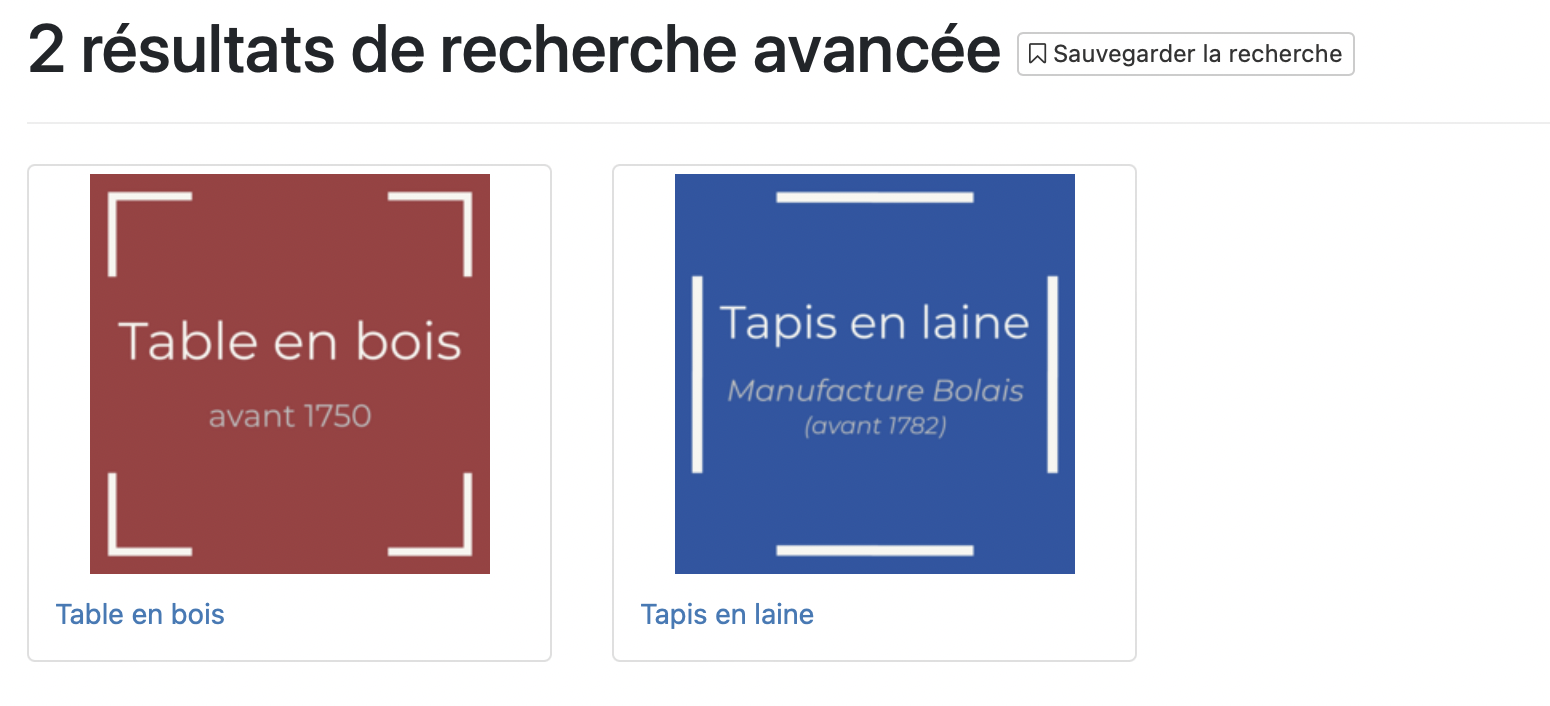 2 résultats de recherche avancée Sauvegarder la recherche
Table en bois
avant 1750
Table en bois
Tapis en laine
Manufacture Bolais
(avant 1782)
Tapis en laine